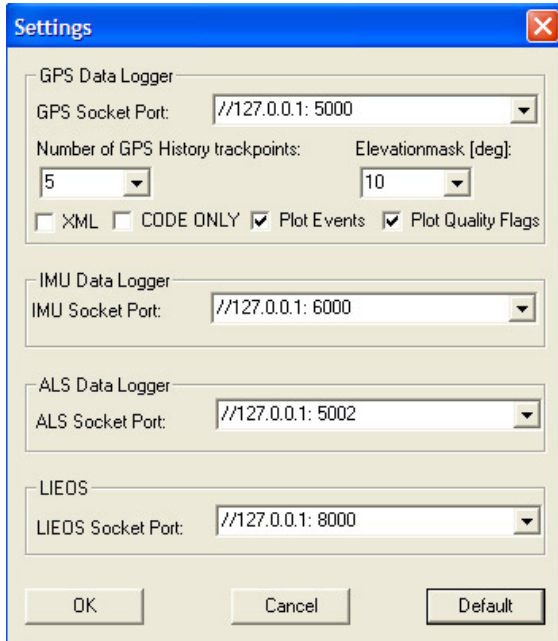 Settings
GPS Data Logger
GPS Socket Port: //127.0.0.1: 5000
Number of GPS History trackpoints: Elevationmask [deg]:
5 10
XML CODE ONLY Plot Events Plot Quality Flags
IMU Data Logger
IMU Socket Port: //127.0.0.1: 6000
ALS Data Logger
ALS Socket Port: //127.0.0.1: 5002
LIEOS
LIEOS Socket Port: //127.0.0.1: 8000
OK Cancel Default